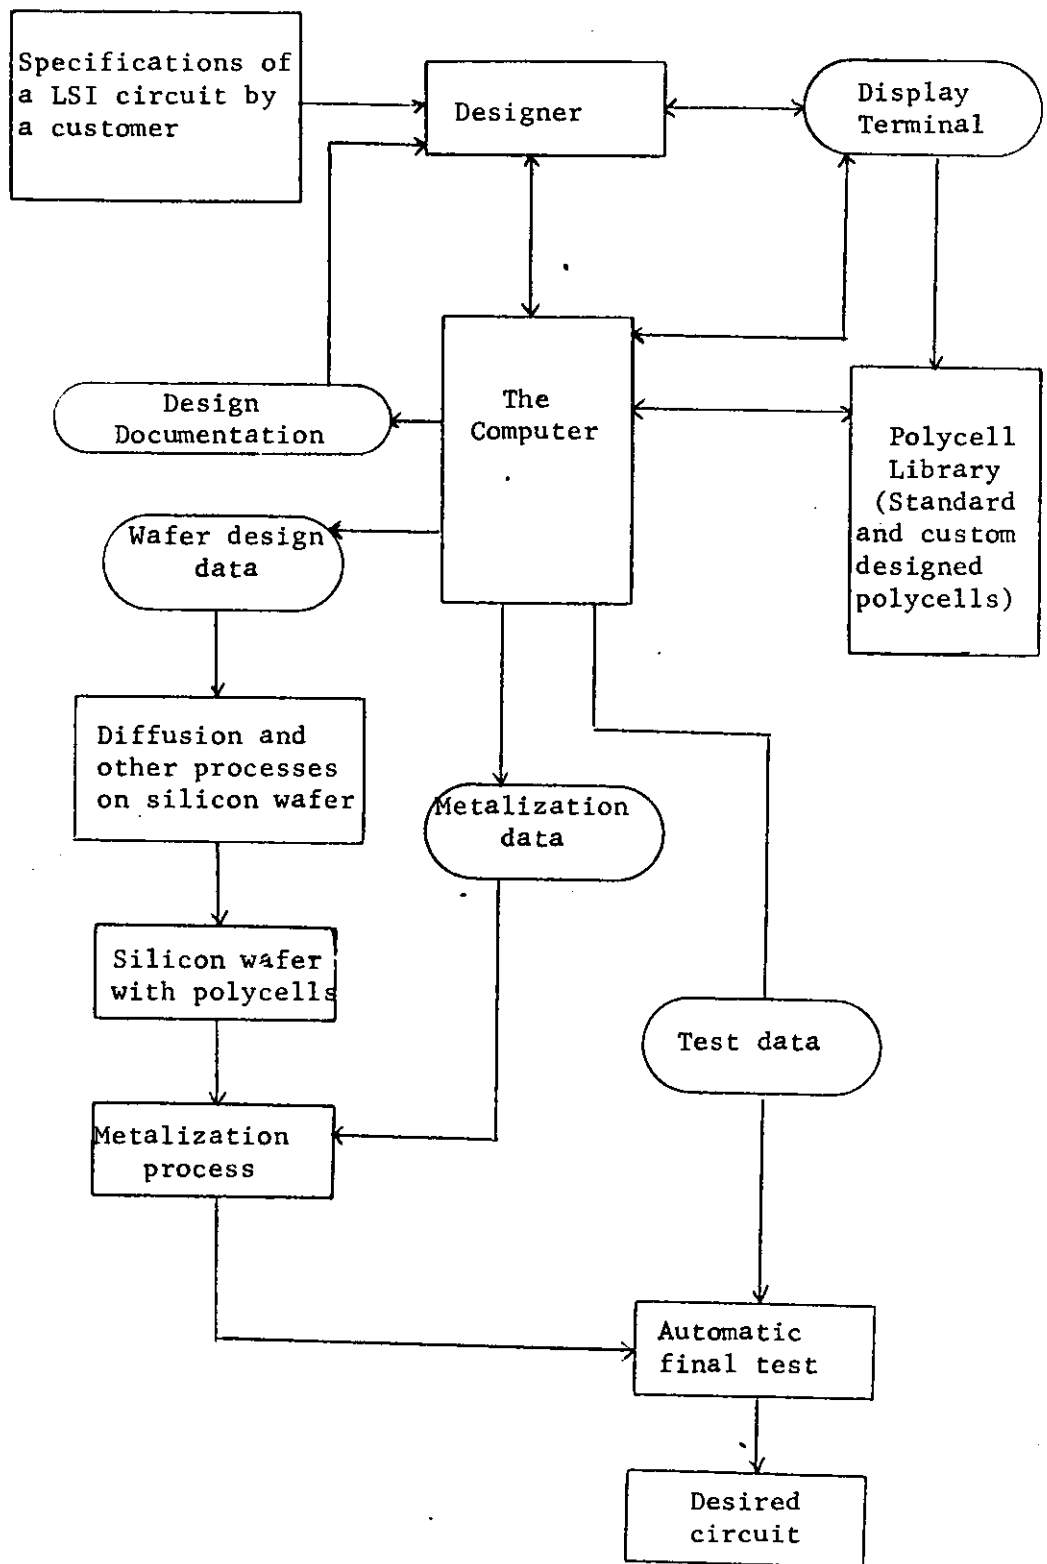 Specifications of
a LSI circuit by
a customer
Designer
Display
Terminal
The
Computer
Design
Documentation
Polycell
Library
(Standard
and custom
designed
polycells)
Wafer design
data
Diffusion and
other processes
on silicon wafer
Metalization
data
Silicon wafer
with polycells
Test data
Metalization
process
Automatic
final test
Desired
circuit